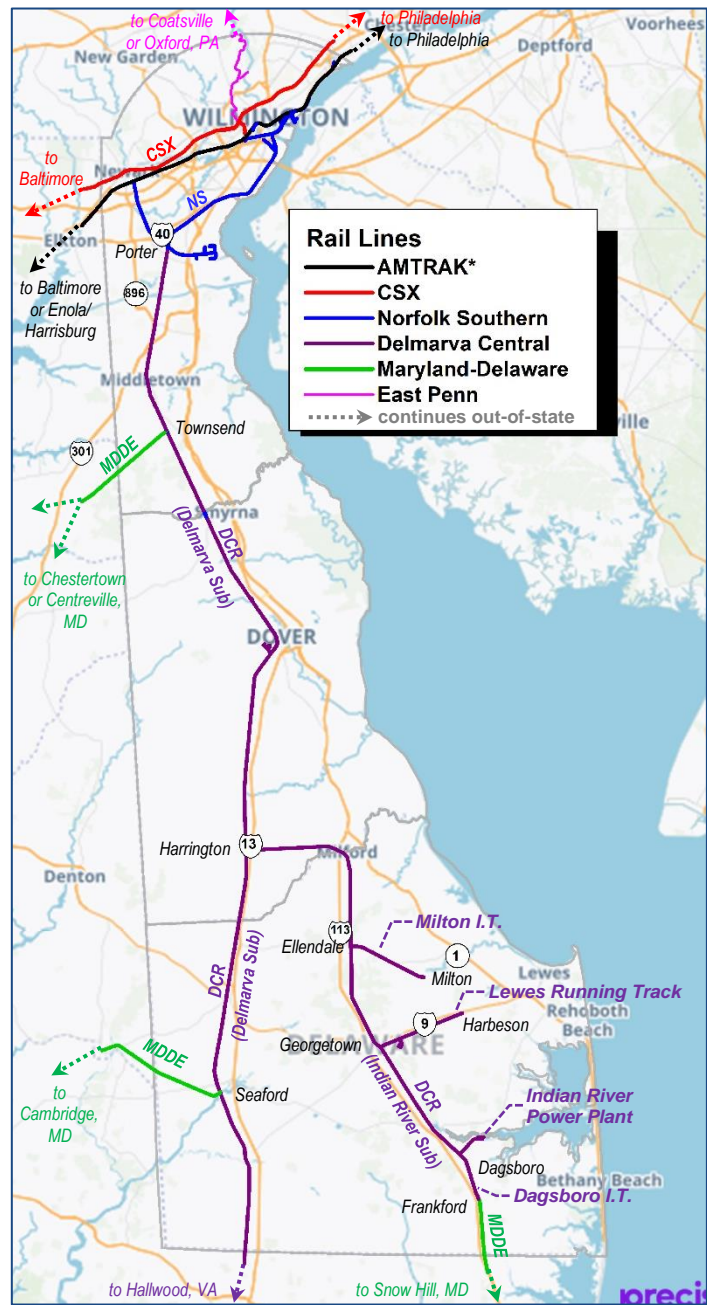 to Coatsville
or Oxford, PA
to Philadelphia
Chester
to Philadelphia
Voorhees
Deptford
New Garden
WILMINGTON
CSX
to
Baltimore
Newark
NS
Elkton
40
Porter
to Baltimore
or Enola/
Harrisburg
896
Rail Lines
AMTRAK*
CSX
Norfolk Southern
Delmarva Central
Maryland-Delaware
East Penn
continues out-of-state
Middletown
Townsend
301
MDDE
Smyrna
DCR
(Delmarva Sub)
to Chestertown
or Centreville,
MD
DOVER
Harrington
13
Milford
Denton
113
Ellendale
Milton I.T.
1
Milton
Lewes
DCR
(Delmarva Sub)
Lewes Running Track
Rehoboth
Beach
9
Harbeson
Georgetown
DELAWARE
MDDE
to
Cambridge,
MD
Seaford
DCR
(Indian River Sub)
Indian River
Power Plant
Dagsboro
Bethany Beach
Dagsboro I.T.
Frankford
MDDE
to Hallwood, VA
to Snow Hill, MD
precis